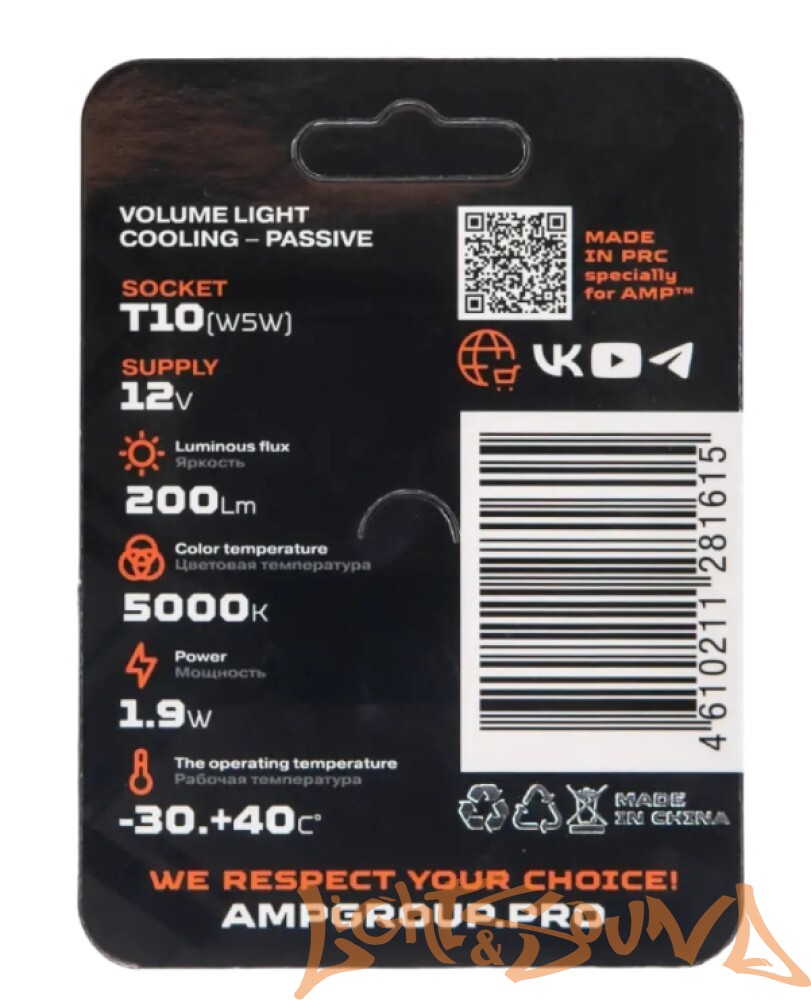 VOLUME LIGHT
COOLING – PASSIVE
SOCKET
T10(W5W)
SUPPLY
12V
Luminous flux
Яркость
200Lm
Color temperature
Цветовая температура
5000K
Power
Мощность
1.9W
The operating temperature
Рабочая температура
-30.+40C°
MADE
IN PRC
specially
for AMP™
VK
4 610211 281615
MADE
IN CHINA
WE RESPECT YOUR CHOICE!
AMPGROUP.PRO
LIGHT&SOUND